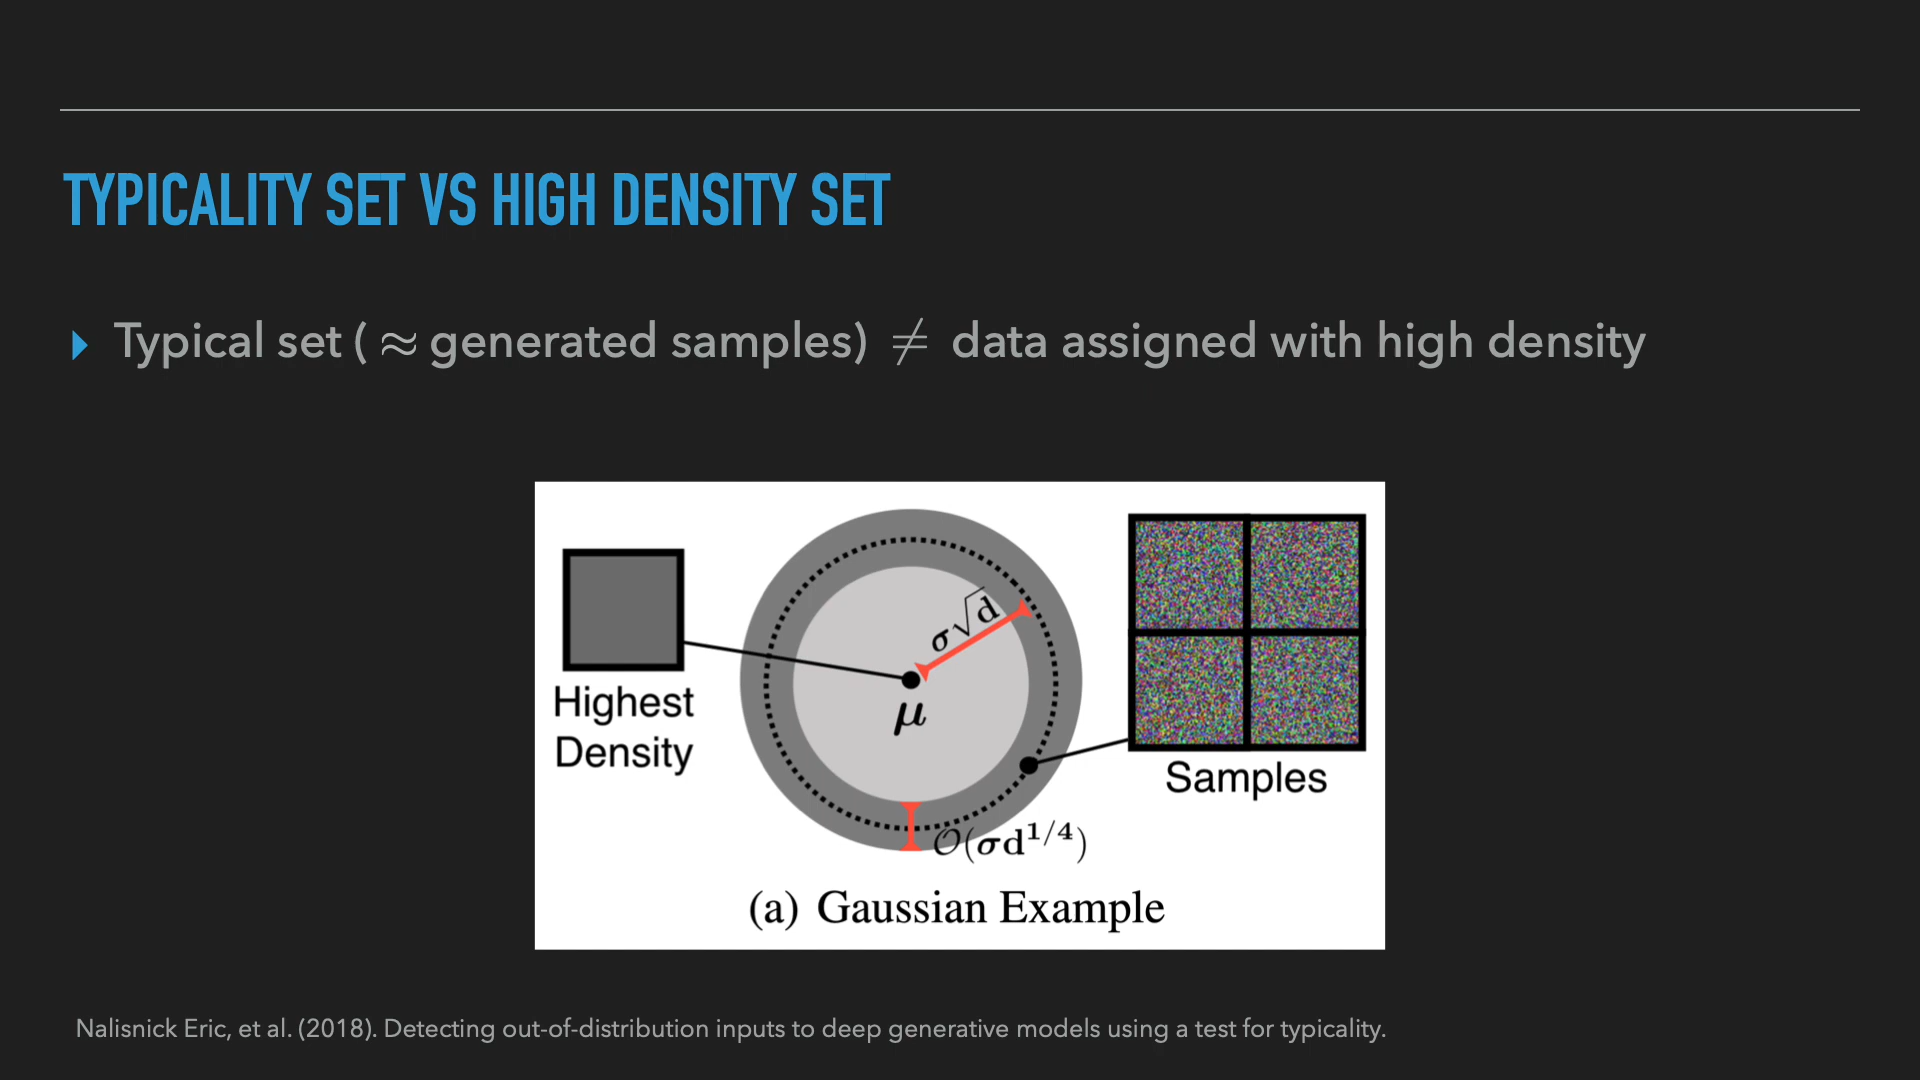 TYPICALITY SET VS HIGH DENSITY SET
Typical set ( ≈ generated samples) ≠ data assigned with high density
σ√d
μ
Highest
Density
Samples
𝒪(σd^{1/4})
(a) Gaussian Example
Nalisnick Eric, et al. (2018). Detecting out-of-distribution inputs to deep generative models using a test for typicality.